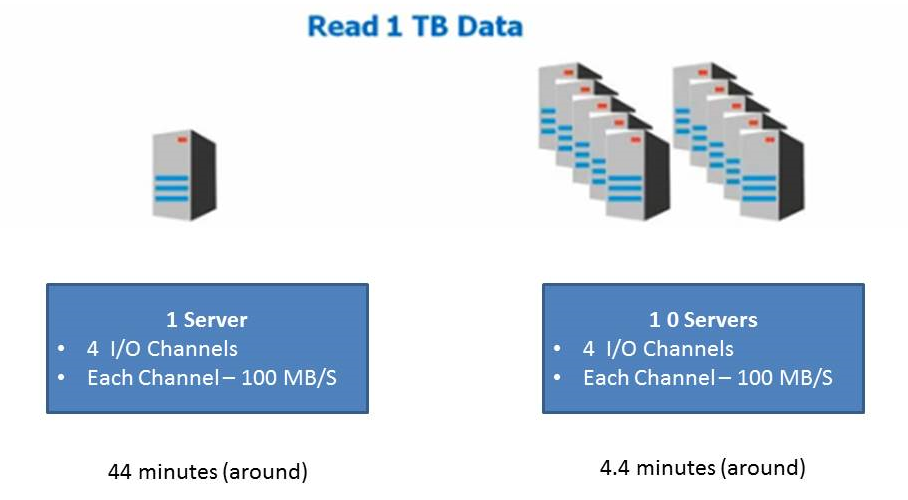 Read 1 TB Data
1 Server
• 4 I/O Channels
• Each Channel – 100 MB/S
44 minutes (around)
1 0 Servers
• 4 I/O Channels
• Each Channel – 100 MB/S
4.4 minutes (around)